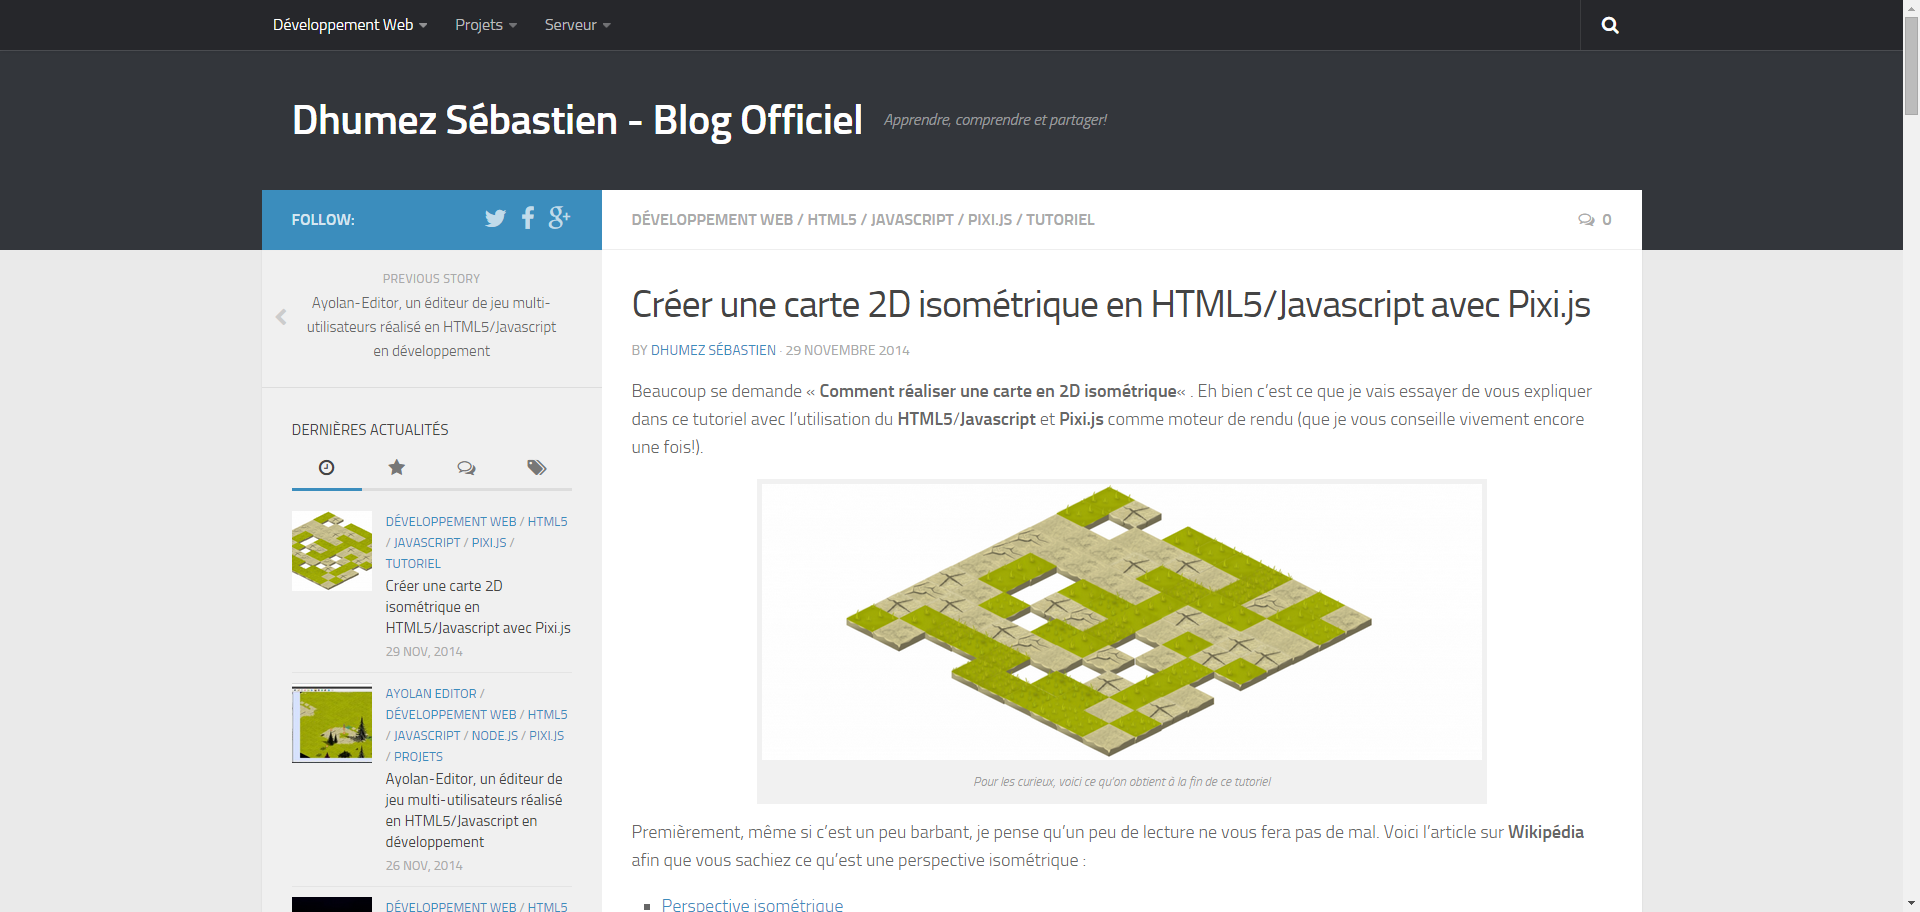 Développement Web Projets Serveur
Dhumez Sébastien - Blog Officiel Apprendre, comprendre et partager!
FOLLOW:
DÉVELOPPEMENT WEB / HTML5 / JAVASCRIPT / PIXI.JS / TUTORIEL 0
PREVIOUS STORY
Ayolan-Editor, un éditeur de jeu multi-
utilisateurs réalisé en HTML5/Javascript
en développement
DERNIÈRES ACTUALITÉS
DÉVELOPPEMENT WEB / HTML5
/ JAVASCRIPT / PIXI.JS /
TUTORIEL
Créer une carte 2D
isométrique en
HTML5/Javascript avec Pixi.js
29 NOV, 2014
AYOLAN EDITOR /
DÉVELOPPEMENT WEB / HTML5
/ JAVASCRIPT / NODE.JS / PIXI.JS
/ PROJETS
Ayolan-Editor, un éditeur de
jeu multi-utilisateurs réalisé
en HTML5/Javascript en
développement
26 NOV, 2014
DÉVELOPPEMENT WEB / HTML5
Créer une carte 2D isométrique en HTML5/Javascript avec Pixi.js
BY DHUMEZ SÉBASTIEN · 29 NOVEMBRE 2014
Beaucoup se demande « Comment réaliser une carte en 2D isométrique« . Eh bien c’est ce que je vais essayer de vous expliquer
dans ce tutoriel avec l’utilisation du HTML5/Javascript et Pixi.js comme moteur de rendu (que je vous conseille vivement encore
une fois!).
Pour les curieux, voici ce qu'on obtient à la fin de ce tutoriel
Premièrement, même si c’est un peu barbant, je pense qu’un peu de lecture ne vous fera pas de mal. Voici l’article sur Wikipédia
afin que vous sachiez ce qu’est une perspective isométrique :
Perspective isométrique